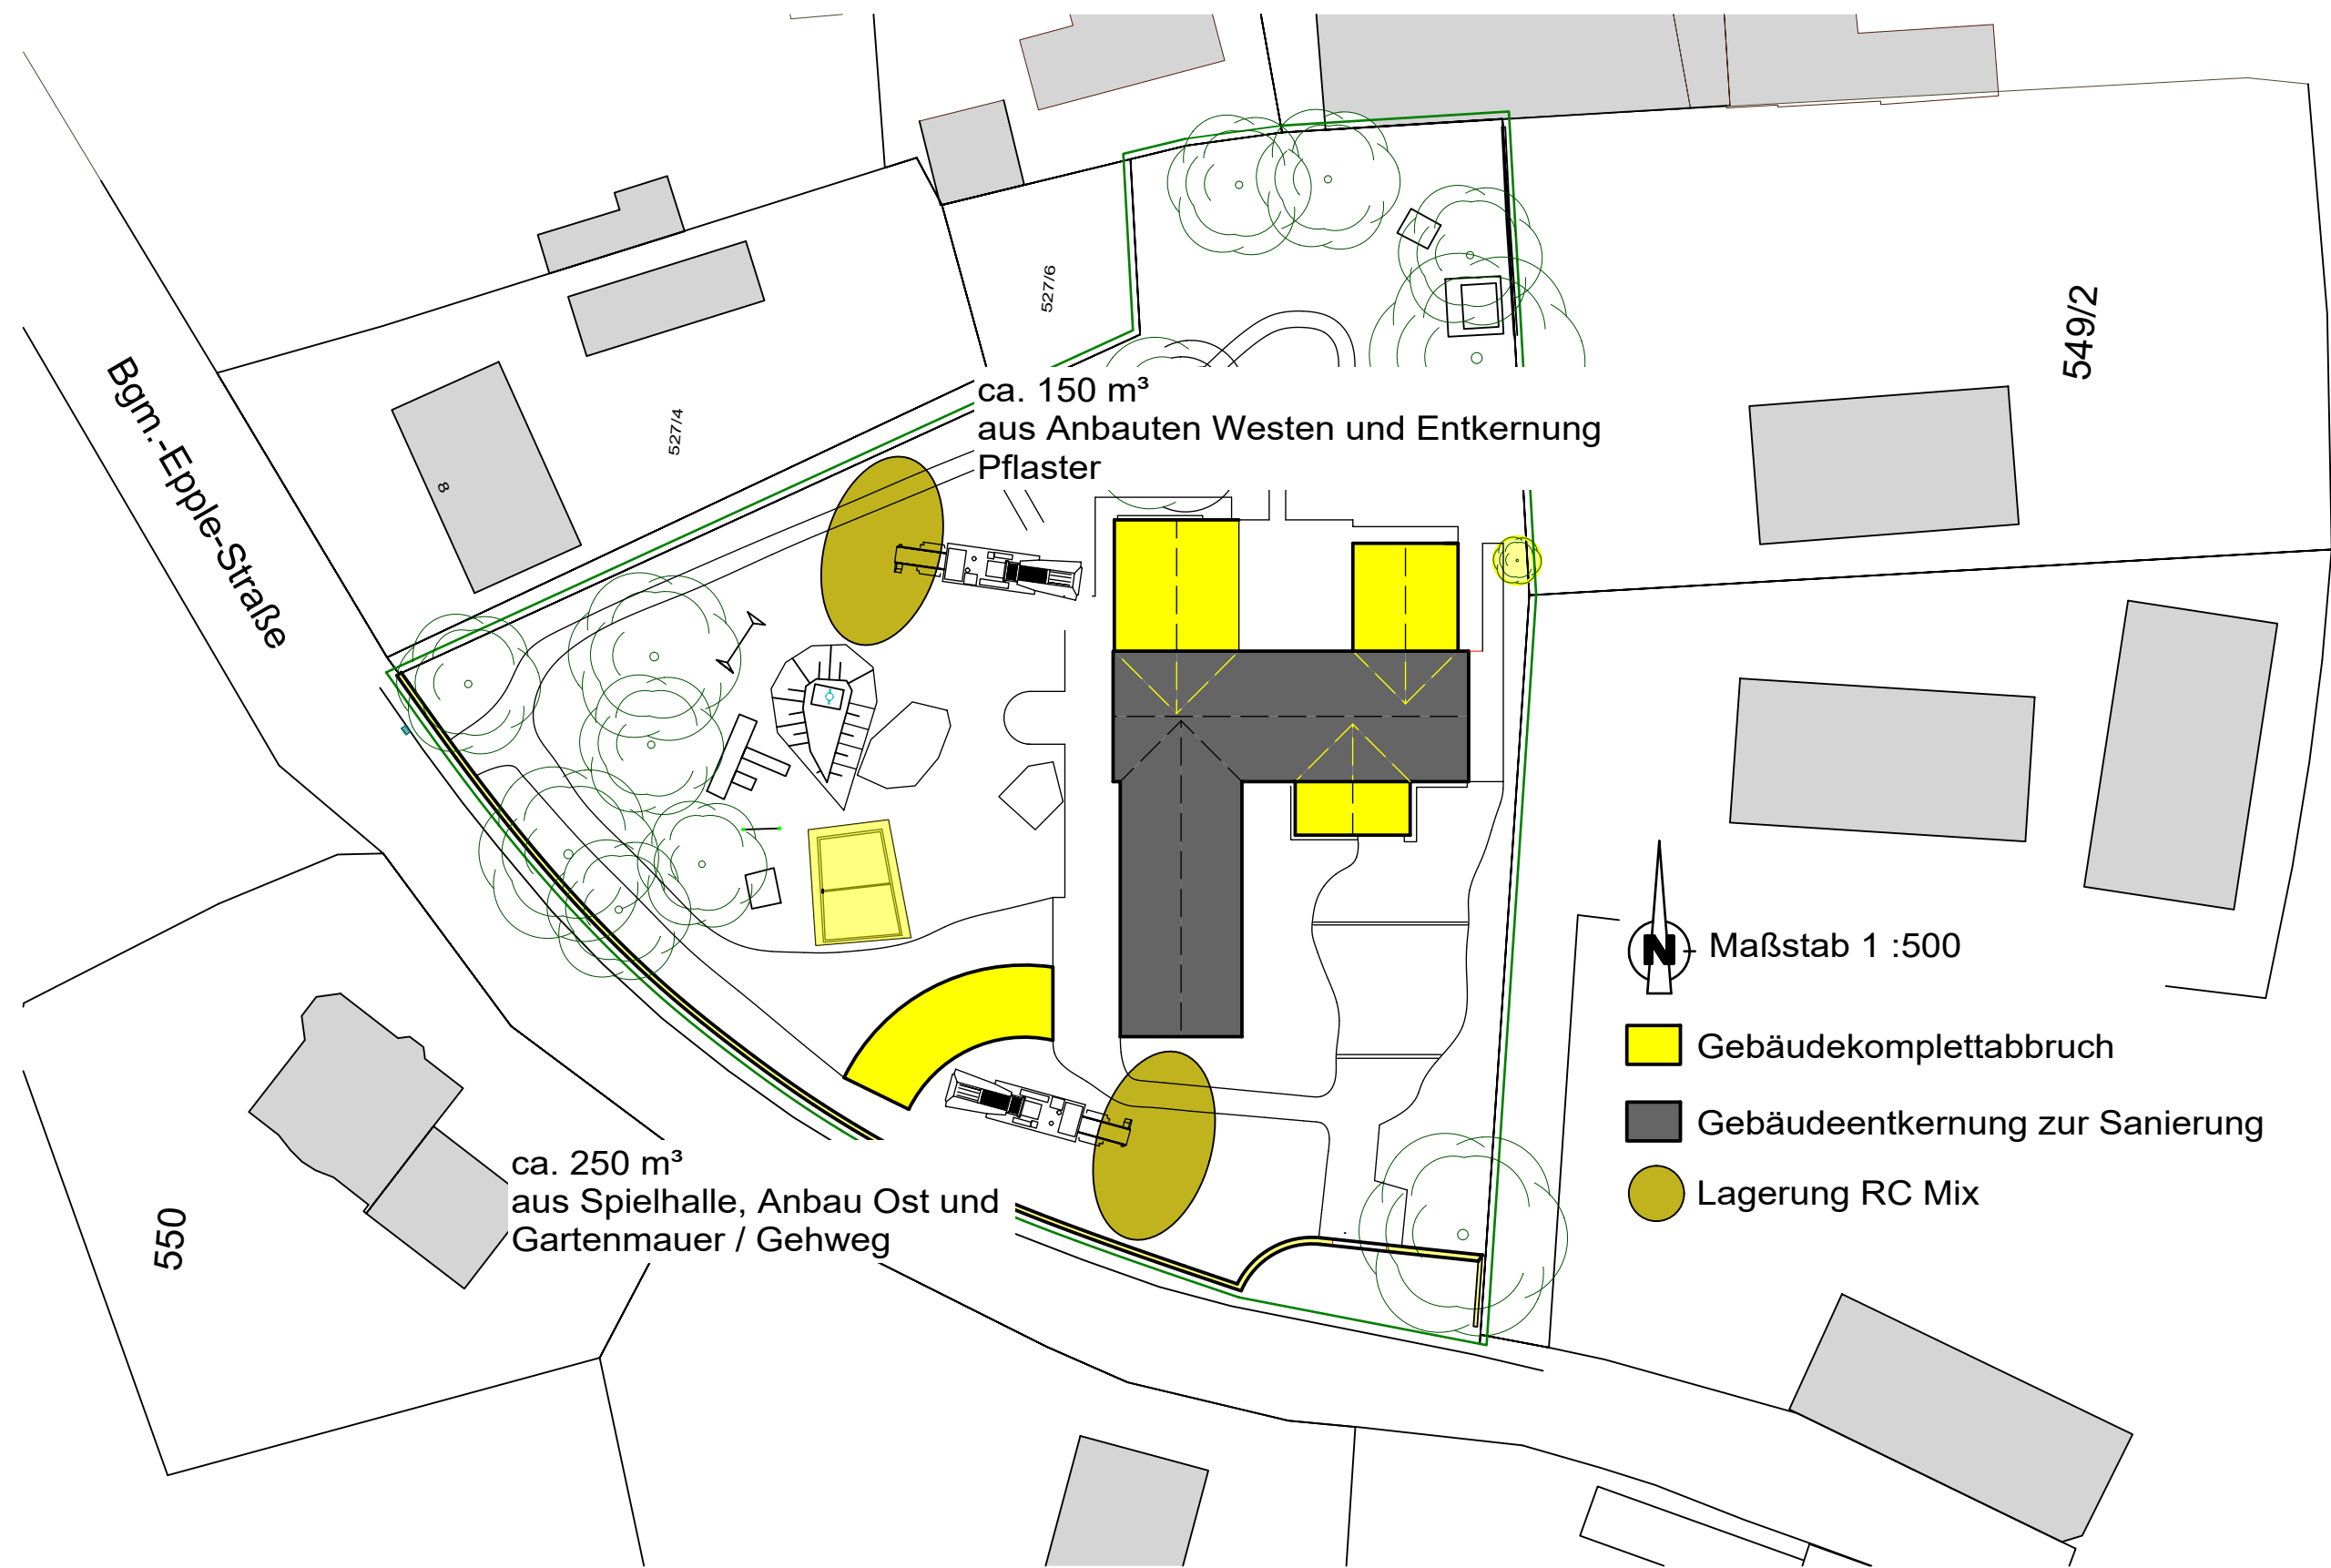 527/6
549/2
Bgm.-Epple-Straße
ca. 150 m³
aus Anbauten Westen und Entkernung
Pflaster
527/4
8
N
Maßstab 1 :500
Gebäudekomplettabbruch
Gebäudeentkernung zur Sanierung
Lagerung RC Mix
ca. 250 m³
aus Spielhalle, Anbau Ost und
Gartenmauer / Gehweg
550